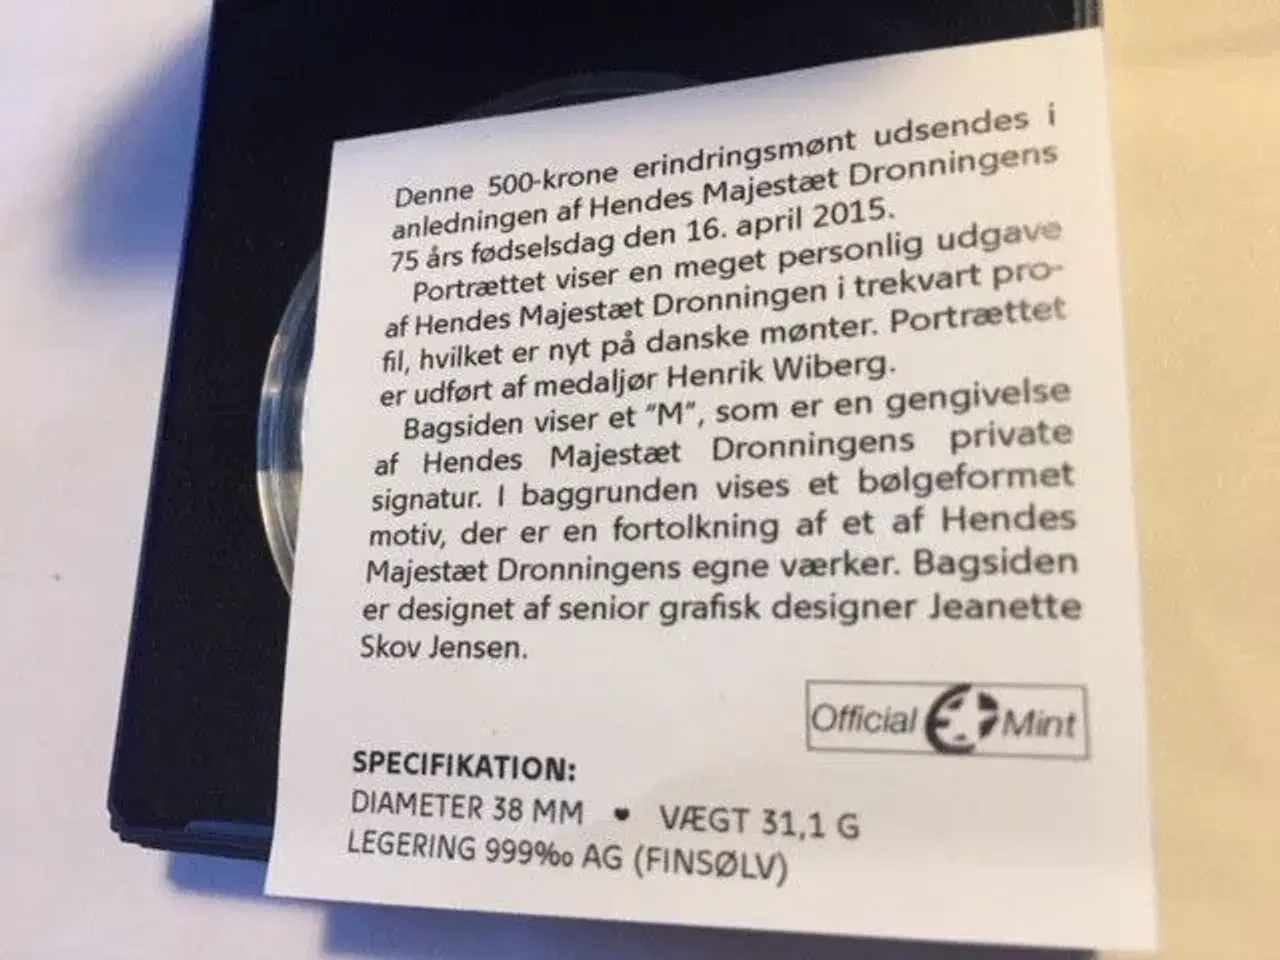 Denne 500-krone erindringsmønt udsendes i
anledningen af Hendes Majestæt Dronningens
75 års fødselsdag den 16. april 2015.
Portrættet viser en meget personlig udgave
af Hendes Majestæt Dronningen i trekvart pro-
fil, hvilket er nyt på danske mønter. Portrættet
er udført af medaljør Henrik Wiberg.
Bagsiden viser et "M", som er en gengivelse
af Hendes Majestæt Dronningens private
signatur. I baggrunden vises et bølgeformet
motiv, der er en fortolkning af et af Hendes
Majestæt Dronningens egne værker. Bagsiden
er designet af senior grafisk designer Jeanette
Skov Jensen.
Official Mint
SPECIFIKATION:
DIAMETER 38 MM ♥ VÆGT 31,1 G
LEGERING 999‰ AG (FINSØLV)